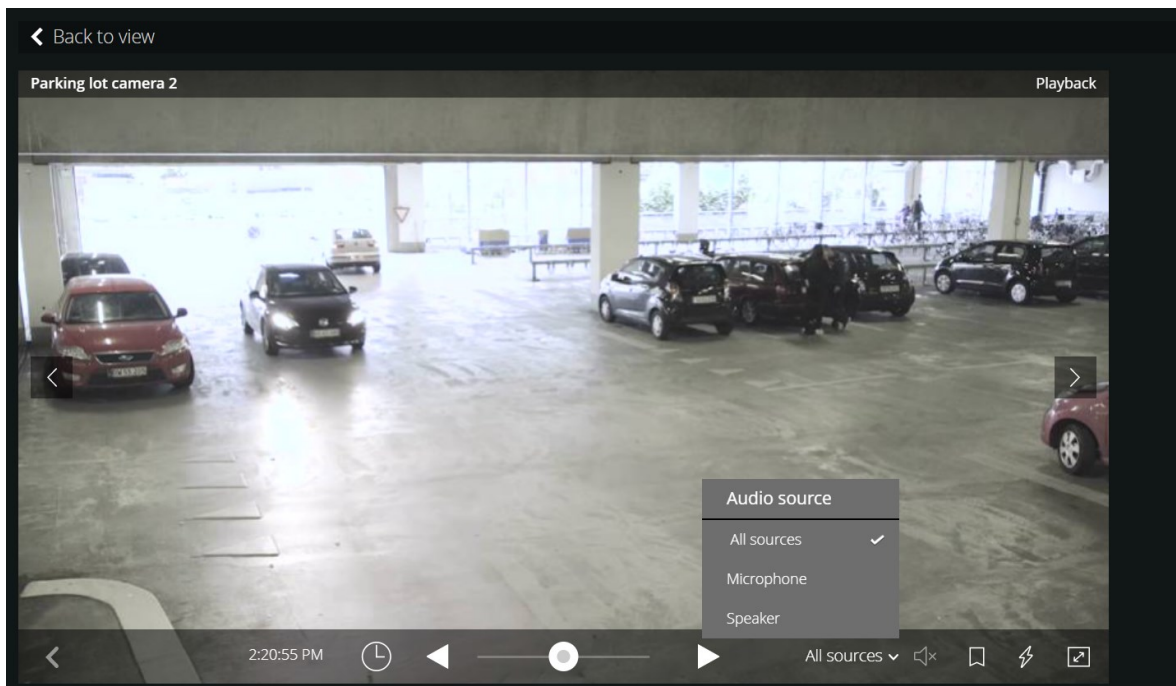 Back to view
Parking lot camera 2
Playback
Audio source
All sources
Microphone
Speaker
2:20:55 PM
All sources